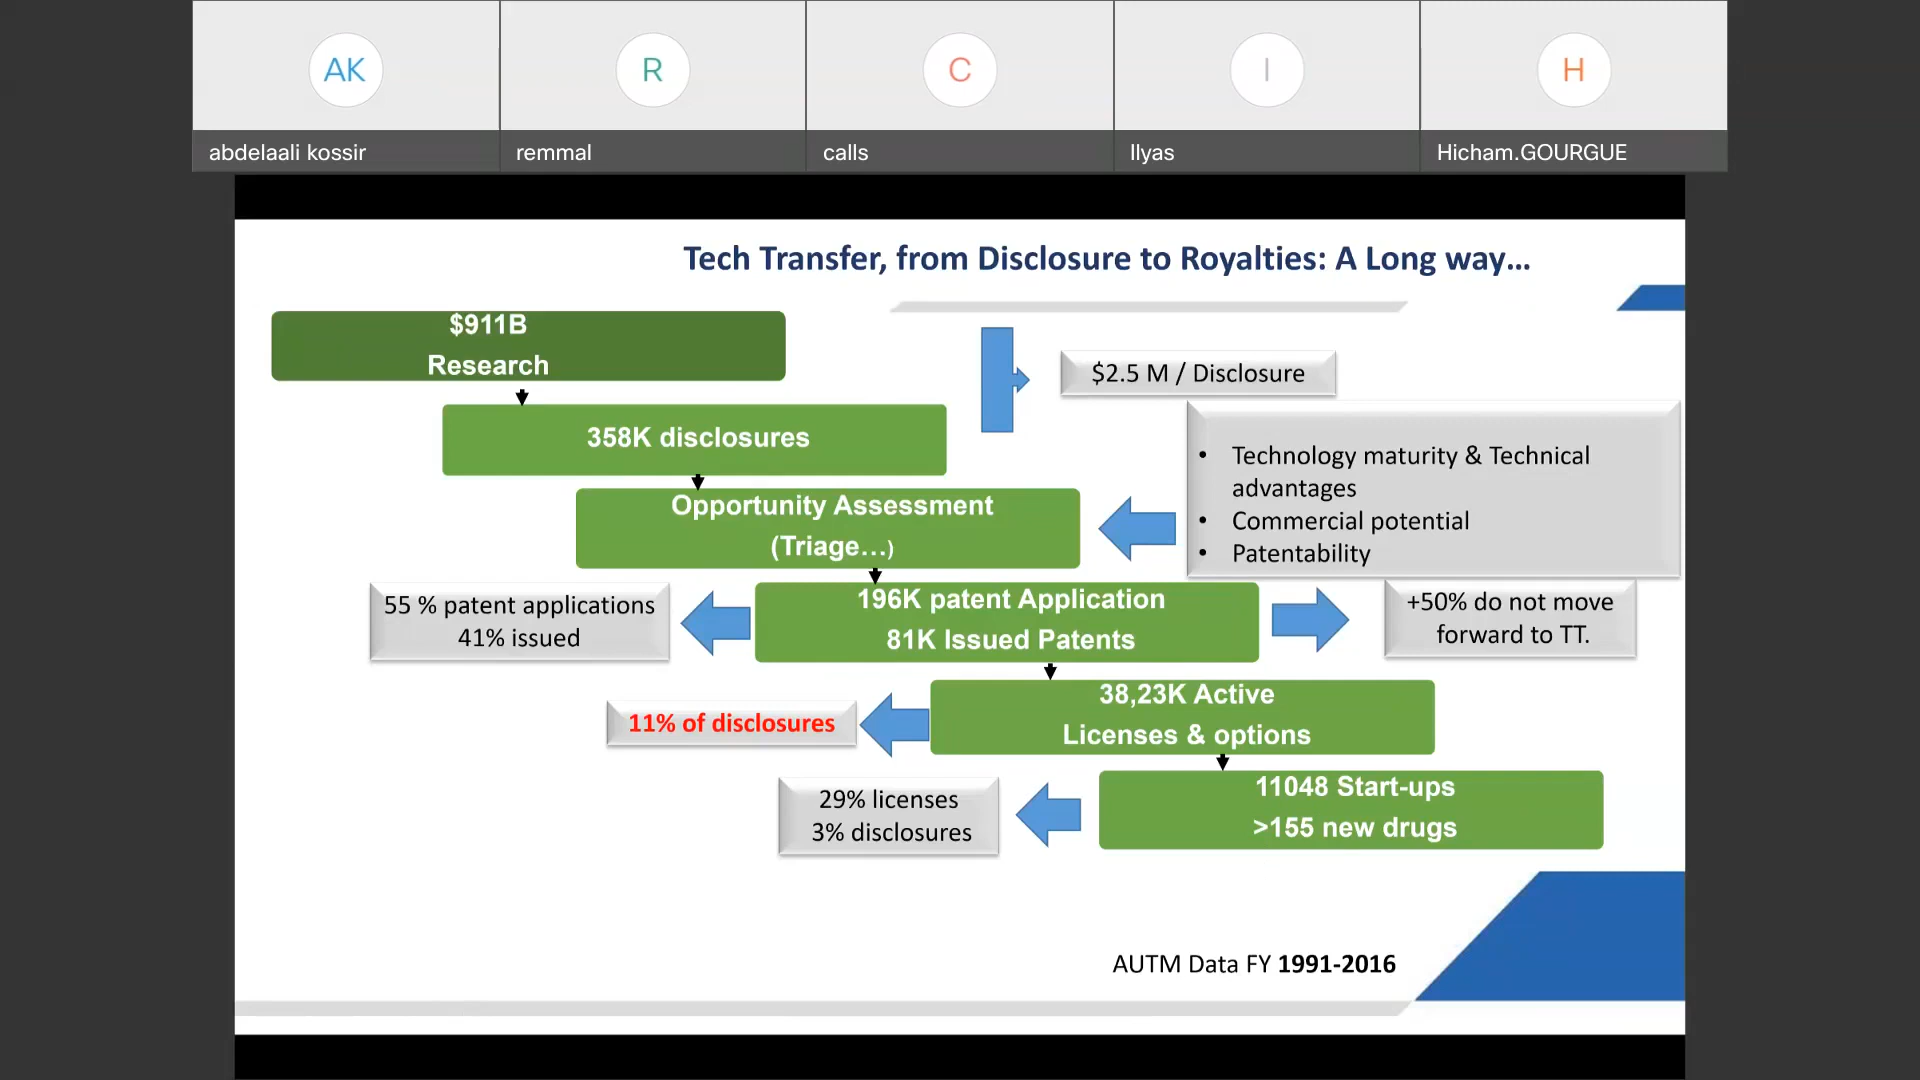 AK
R
C
I
H
abdelaali kossir
remmal
calls
Ilyas
Hicham.GOURGUE
Tech Transfer, from Disclosure to Royalties: A Long way...
$911B
Research
$2.5 M / Disclosure
358K disclosures
• Technology maturity & Technical
advantages
• Commercial potential
• Patentability
Opportunity Assessment
(Triage...)
55 % patent applications
41% issued
196K patent Application
81K Issued Patents
+50% do not move
forward to TT.
11% of disclosures
38,23K Active
Licenses & options
29% licenses
3% disclosures
11048 Start-ups
>155 new drugs
AUTM Data FY 1991-2016